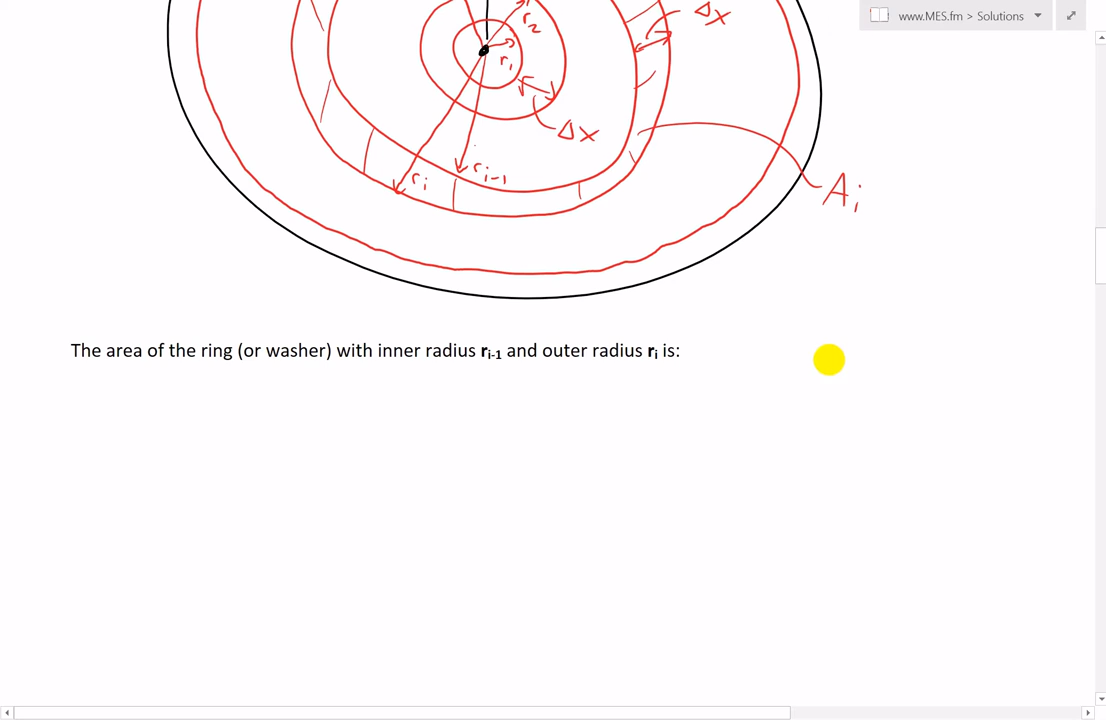 www.MES.fm > Solutions
Δx
r₂
r₁
Δx
rᵢ
rᵢ₋₁
Aᵢ
The area of the ring (or washer) with inner radius rᵢ₋₁ and outer radius rᵢ is: